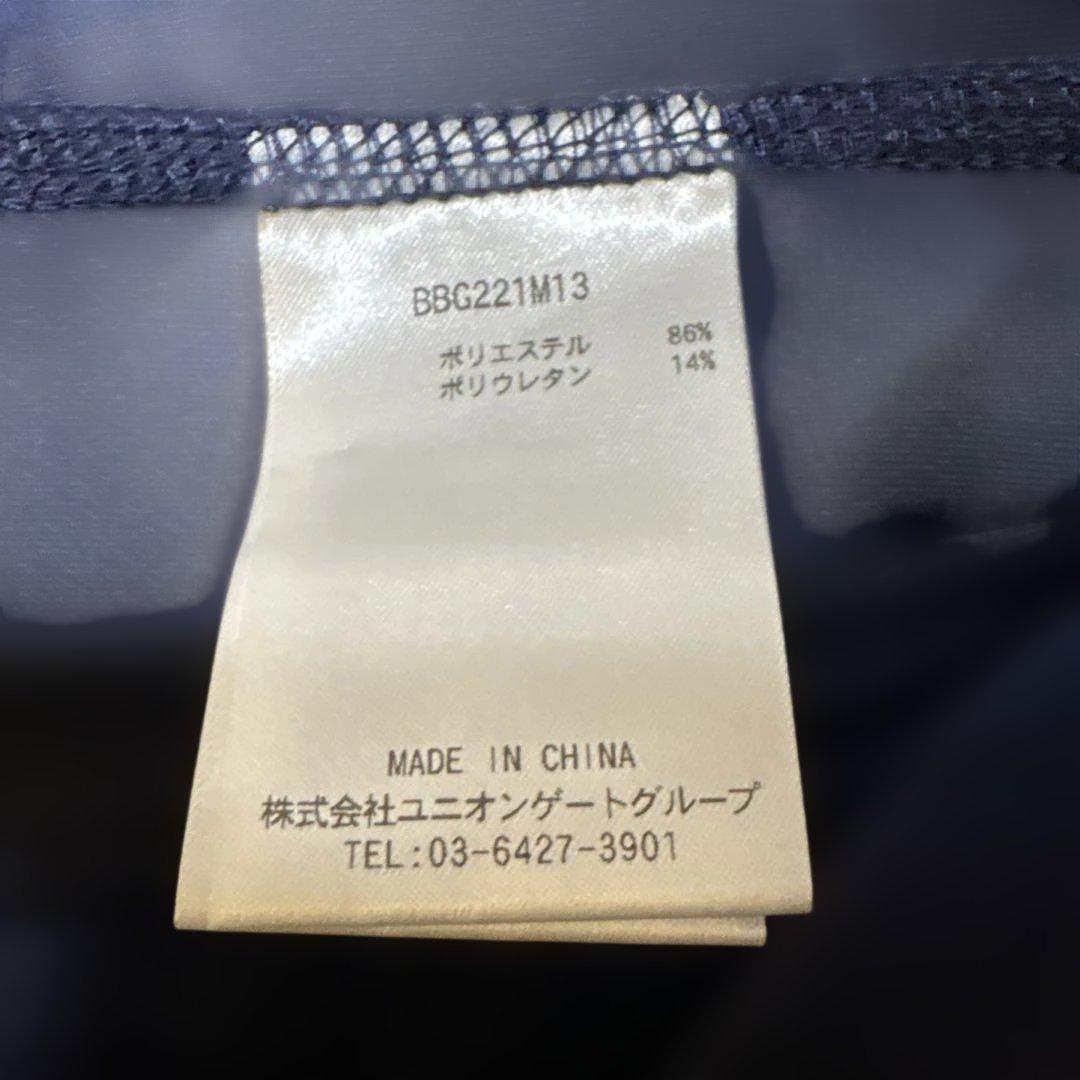 BBG221M13
ポリエステル 86%
ポリウレタン 14%
MADE IN CHINA
株式会社ユニオンゲートグループ
TEL:03-6427-3901